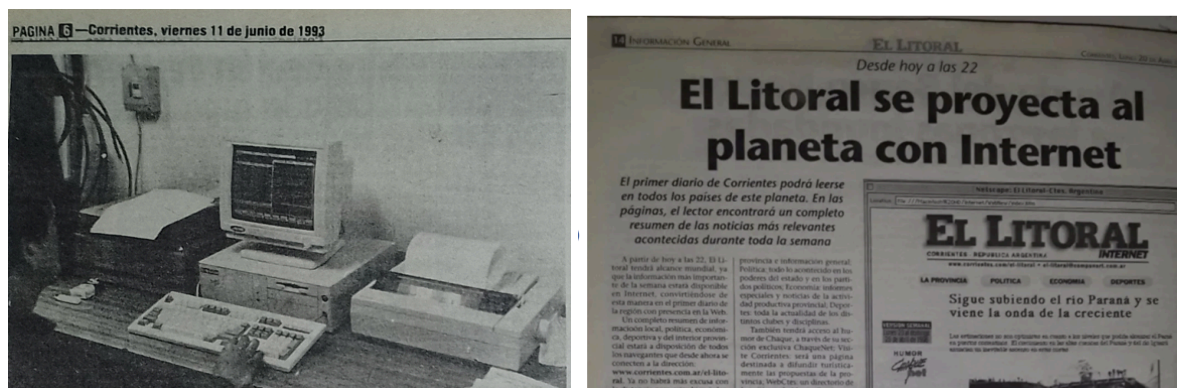 PAGINA 6 —Corrientes, viernes 11 de junio de 1993
14 INFORMACIÓN GENERAL
EL LITORAL
Desde hoy a las 22
El Litoral se proyecta al
planeta con Internet
El primer diario de Corrientes podrá leerse
en todos los países de este planeta. En las
páginas, el lector encontrará un completo
resumen de las noticias más relevantes
acontecidas durante toda la semana
A partir de hoy a las 22, El Li-
toral tendrá alcance mundial, ya
que la información más importan-
te de la semana estará disponible
en Internet, convirtiéndose de
esta manera en el primer diario de
la región con presencia en la Web.
Un completo resumen de infor-
mación local, política, económi-
ca, deportiva y del interior provin-
cial estará a disposición de todos
los navegantes que desde ahora se
conecten a la dirección:
www.corrientes.com.ar/el-lito-
ral. Ya no habrá más excusa con
provincia e información general;
Política: todo lo acontecido en los
poderes del estado y en los parti-
dos políticos; Economía: informes
especiales y noticias de la activi-
dad productiva provincial; Depor-
tes: toda la actualidad de los dis-
tintos clubes y disciplinas.
También tendrá acceso al hu-
mor de Chaque, a través de su sec-
ción exclusiva ChaqueNet; Visi-
te Corrientes: será una página
destinada a difundir turística-
mente las propuestas de la pro-
vincia, WebCtes: un directorio de
Netscape: El Litoral-Ctes. Argentina
EL LITORAL
INTERNET
CORRIENTES REPUBLICA ARGENTINA
LA PROVINCIA POLITICA ECONOMIA DEPORTES
Sigue subiendo el río Paraná y se
viene la onda de la creciente
VERSION SEMANAL
HUMOR